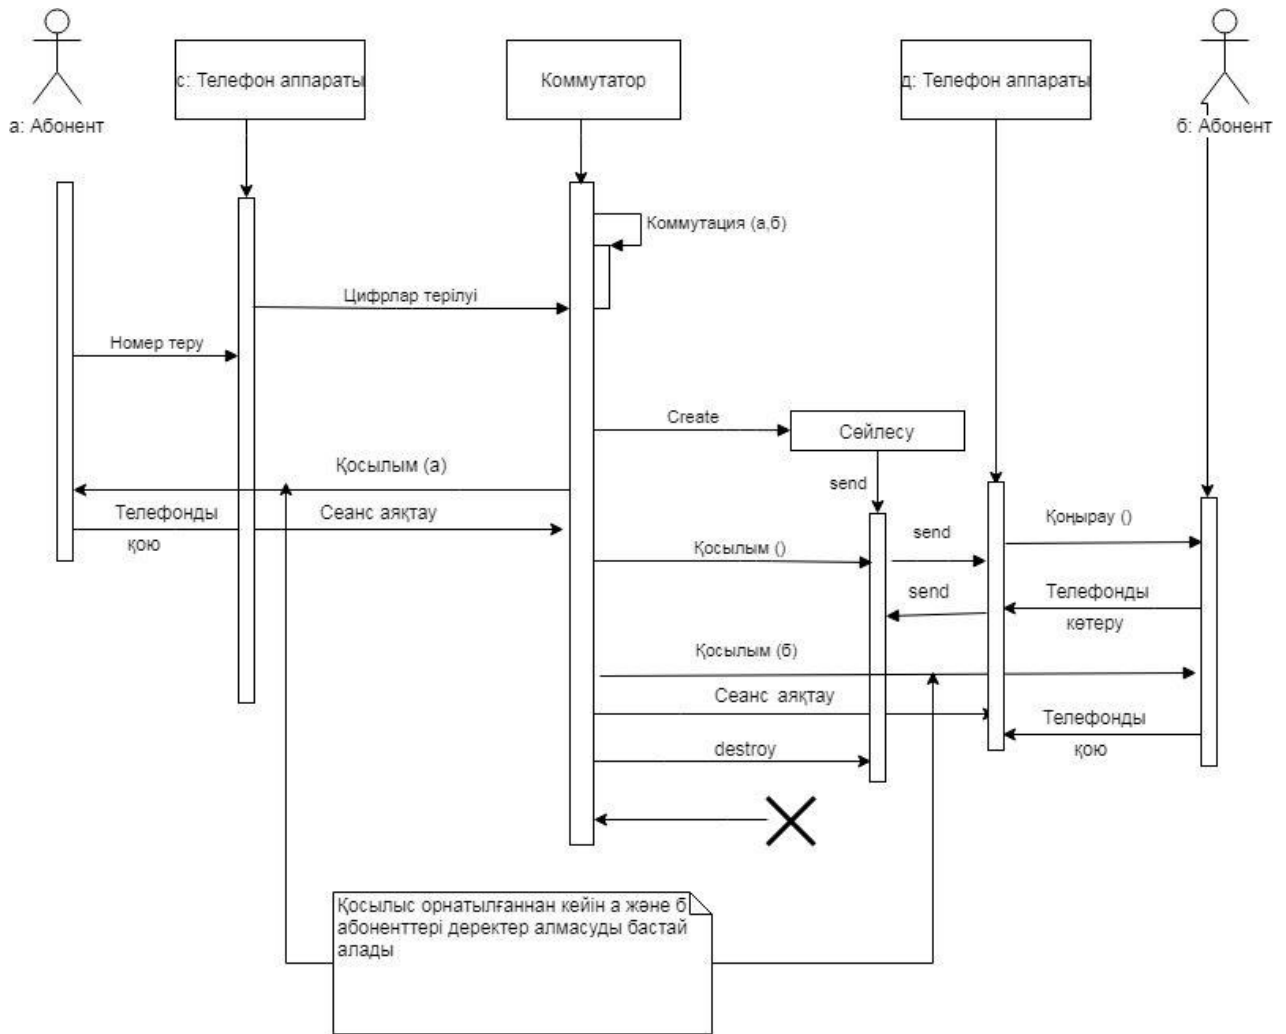 с: Телефон аппараты
Коммутатор
д: Телефон аппараты
а: Абонент
б: Абонент
Коммутация (а,б)
Цифрлар терілуі
Номер теру
Create
Сөйлесу
Қосылым (а)
send
Телефонды
қою
Сеанс аяқтау
Қоңырау ()
send
Қосылым ()
send
Телефонды
көтеру
Қосылым (б)
Сеанс аяқтау
Телефонды
қою
destroy
Қосылыс орнатылғаннан кейін а және б
абоненттері деректер алмасуды бастай
алады